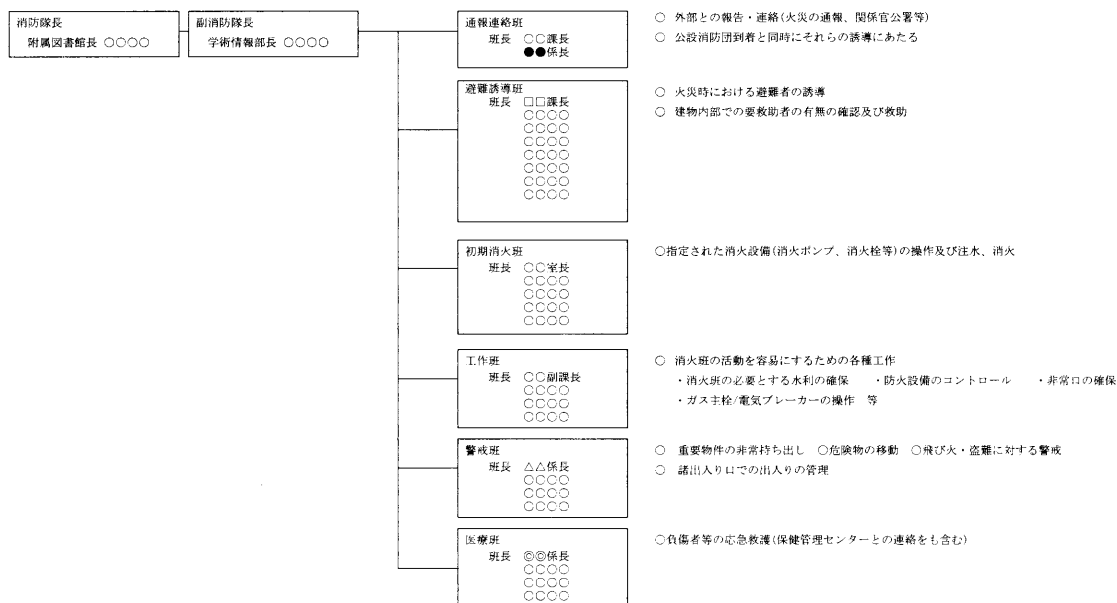 消防隊長
附属図書館長 ○○○○
副消防隊長
学術情報部長 ○○○○
通報連絡班
班長 ○○課長
●●係長
○ 外部との報告・連絡(火災の通報、関係官公署等)
○ 公設消防団到着と同時にそれらの誘導にあたる
避難誘導班
班長 □□課長
○○○○
○○○○
○○○○
○○○○
○○○○
○○○○
○○○○
○ 火災時における避難者の誘導
○ 建物内部での要救助者の有無の確認及び救助
初期消火班
班長 ○○室長
○○○○
○○○○
○○○○
○○○○
○指定された消火設備(消火ポンプ、消火栓等)の操作及び注水、消火
工作班
班長 ○○副課長
○○○○
○○○○
○○○○
○ 消火班の活動を容易にするための各種工作
・消火班の必要とする水利の確保 ・防火設備のコントロール ・非常口の確保
・ガス主栓/電気ブレーカーの操作 等
警戒班
班長 △△係長
○○○○
○○○○
○○○○
○ 重要物件の非常持ち出し ○危険物の移動 ○飛び火・盗難に対する警戒
○ 諸出入り口での出入りの管理
医療班
班長 ◎◎係長
○○○○
○○○○
○○○○
○負傷者等の応急救護(保健管理センターとの連絡をも含む)